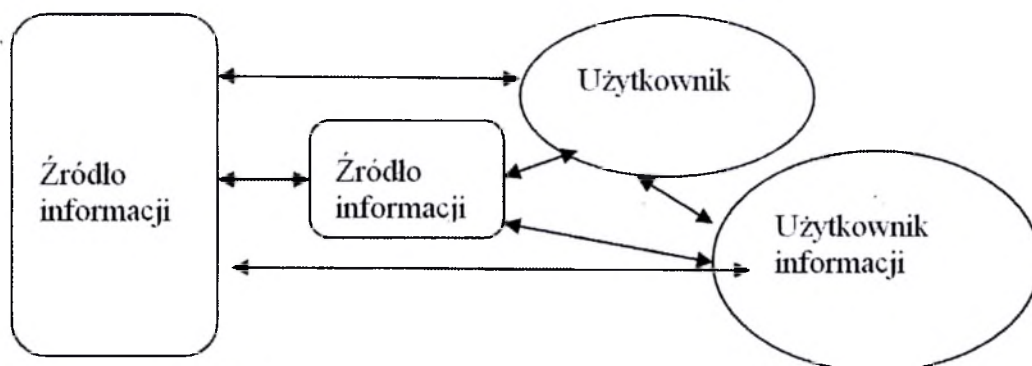 Użytkownik
Źródło
informacji
Źródło
informacji
Użytkownik
informacji